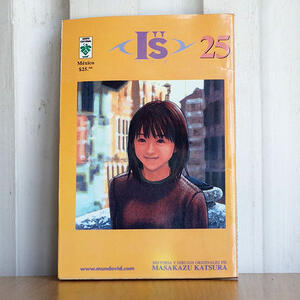 I"s
25
México
$25.⁰⁰
www.mundovid.com
HISTORIA Y DIBUJOS ORIGINALES DE:
MASAKAZU KATSURA